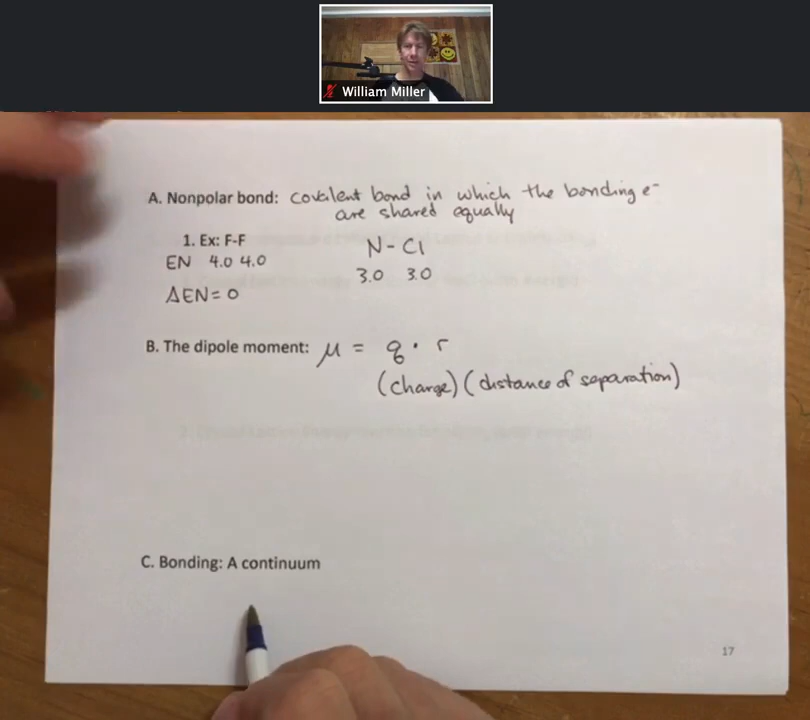 William Miller
A. Nonpolar bond: covalent bond in which the bonding e⁻
are shared equally
1. Ex: F-F
N - Cl
EN 4.0 4.0
3.0 3.0
ΔEN = 0
B. The dipole moment: μ = q · r
(charge) (distance of separation)
C. Bonding: A continuum
17